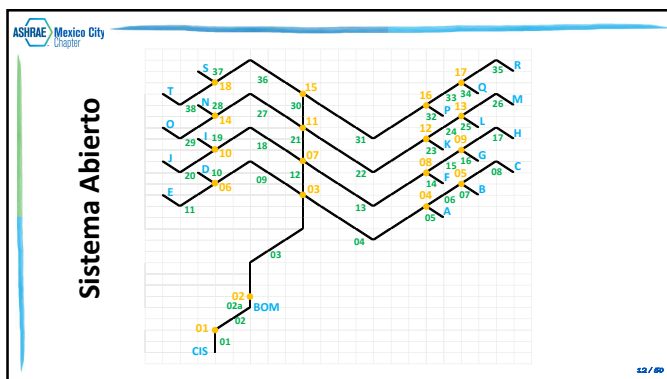 ASHRAE Mexico City
Chapter
Sistema Abierto
S 37
18
T
38
36
15
30
N 28
14
O
29
27
11
21
I 19
10
J
20
18
07
12
D 10
06
E
11
09
03
31
22
13
04
17
35 R
16
33 34 Q
32 P
13
26 M
12
24 25 L
23 K
09
17 H
08
15 16 G
14 F
05
08 C
04
06 07 B
05 A
03
02
02a BOM
02
01
01
CIS
12/60